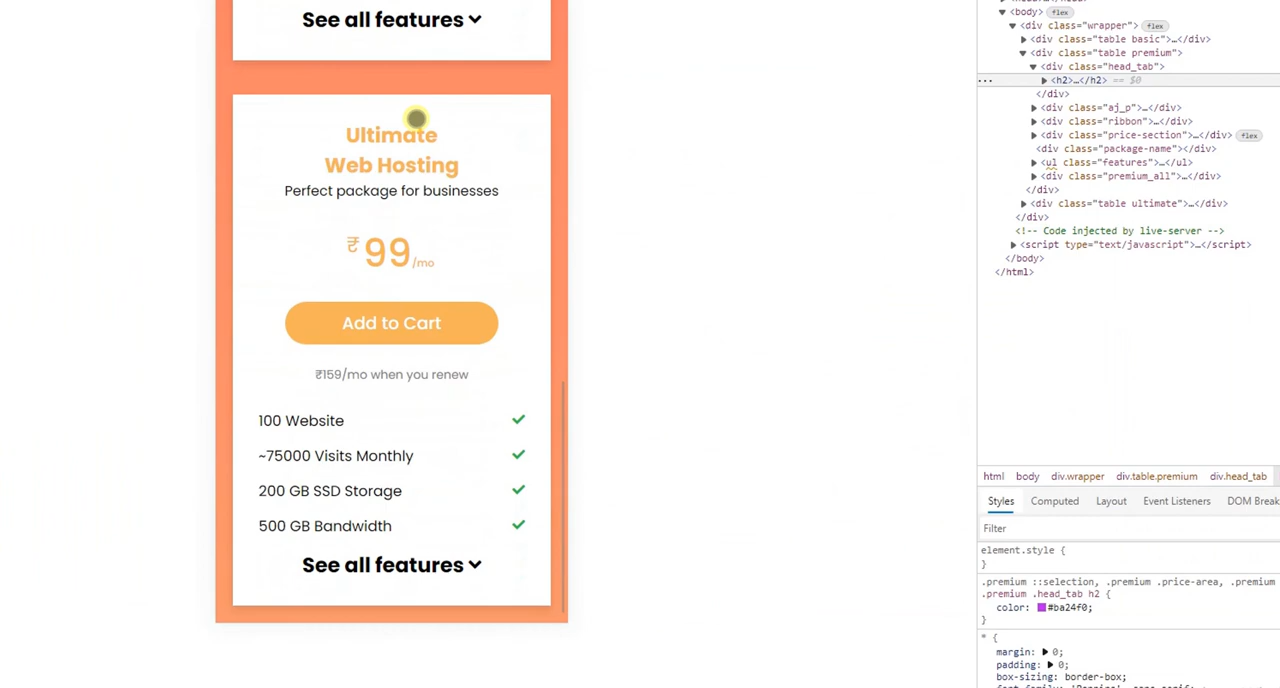 See all features
Ultimate
Web Hosting
Perfect package for businesses
₹99/mo
Add to Cart
₹159/mo when you renew
100 Website
~75000 Visits Monthly
200 GB SSD Storage
500 GB Bandwidth
See all features
<body> flex
<div class="wrapper"> flex
<div class="table basic">…</div>
<div class="table premium">
<div class="head_tab">
... <h2>…</h2> == $0
</div>
<div class="aj_p">…</div>
<div class="ribbon">…</div>
<div class="price-section">…</div> flex
<div class="package-name"></div>
<ul class="features">…</ul>
<div class="premium_all">…</div>
</div>
<div class="table ultimate">…</div>
</div>
<!-- Code injected by live-server -->
<script type="text/javascript">…</script>
</body>
</html>
html body div.wrapper div.table.premium div.head_tab
Styles Computed Layout Event Listeners DOM Break
Filter
element.style {
}
.premium ::selection, .premium .price-area, .premium
.premium .head_tab h2 {
color: #ba24f0;
}
* {
margin: 0;
padding: 0;
box-sizing: border-box;